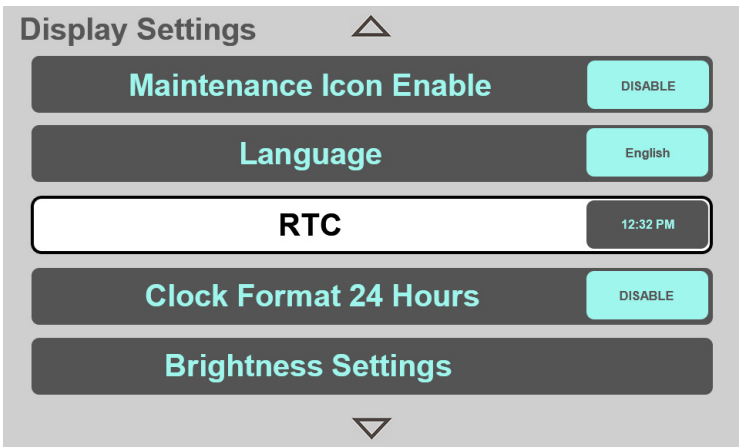 Display Settings
Maintenance Icon Enable DISABLE
Language English
RTC 12:32 PM
Clock Format 24 Hours DISABLE
Brightness Settings